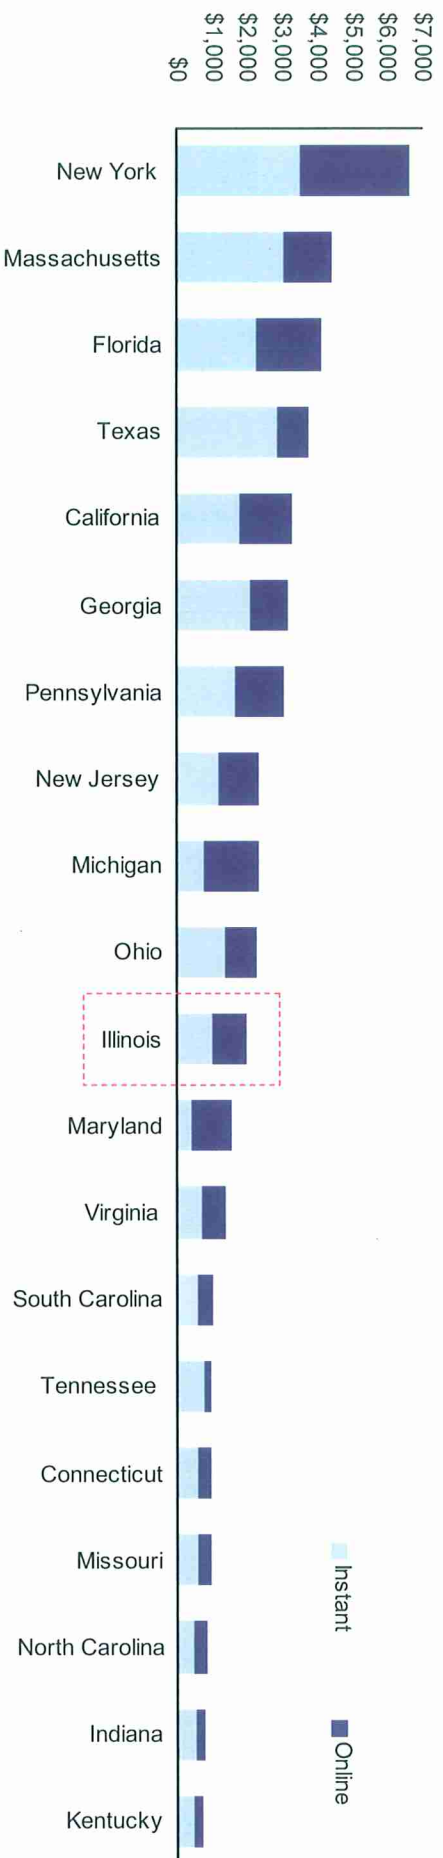 $7,000
$6,000
$5,000
$4,000
$3,000
$2,000
$1,000
$0
New York
Massachusetts
Florida
Texas
California
Georgia
Pennsylvania
New Jersey
Michigan
Ohio
Illinois
Maryland
Virginia
South Carolina
Tennessee
Connecticut
Missouri
North Carolina
Indiana
Kentucky
Instant
Online